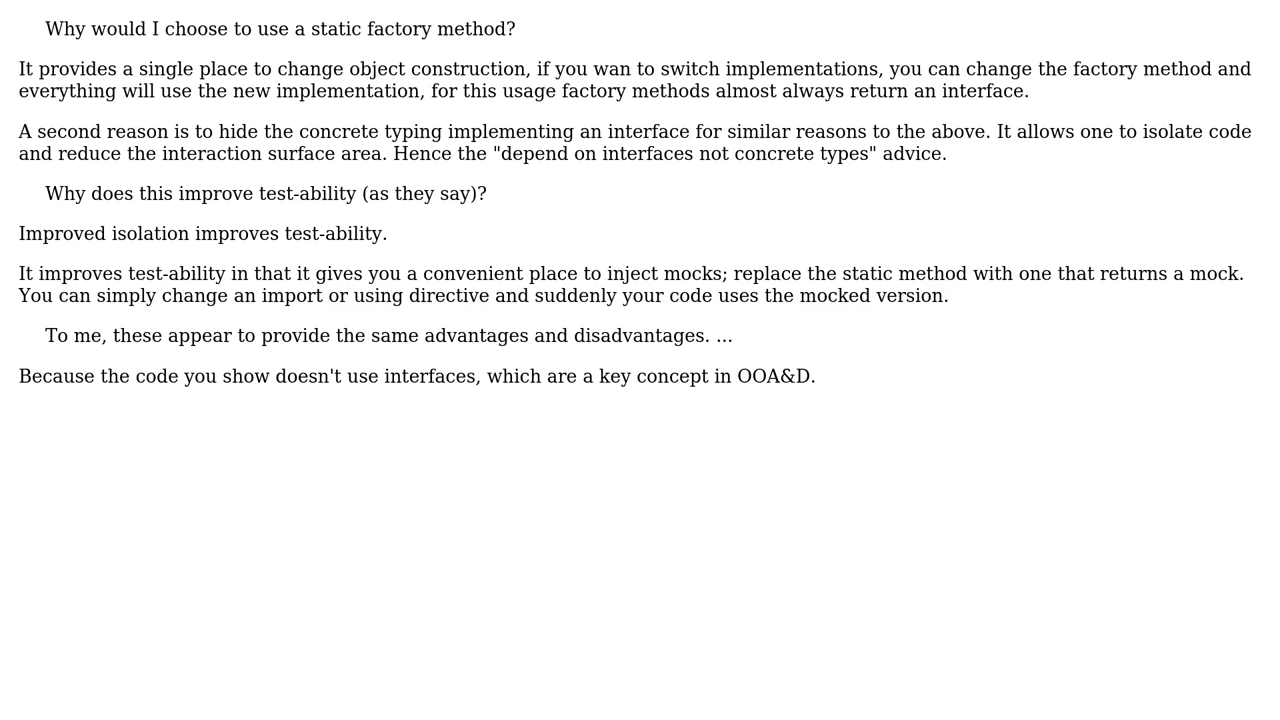 Why would I choose to use a static factory method?
It provides a single place to change object construction, if you wan to switch implementations, you can change the factory method and
everything will use the new implementation, for this usage factory methods almost always return an interface.
A second reason is to hide the concrete typing implementing an interface for similar reasons to the above. It allows one to isolate code
and reduce the interaction surface area. Hence the "depend on interfaces not concrete types" advice.
Why does this improve test-ability (as they say)?
Improved isolation improves test-ability.
It improves test-ability in that it gives you a convenient place to inject mocks; replace the static method with one that returns a mock.
You can simply change an import or using directive and suddenly your code uses the mocked version.
To me, these appear to provide the same advantages and disadvantages. ...
Because the code you show doesn't use interfaces, which are a key concept in OOA&D.